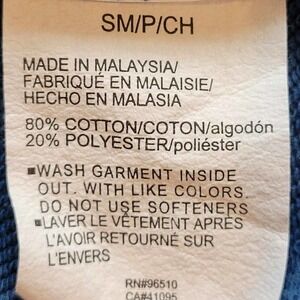 SM/P/CH
MADE IN MALAYSIA/
FABRIQUÉ EN MALAISIE/
HECHO EN MALASIA
80% COTTON/COTON/algodón
20% POLYESTER/poliéster
▪WASH GARMENT INSIDE
OUT. WITH LIKE COLORS.
DO NOT USE SOFTENERS
▪LAVER LE VÊTEMENT APRÈS
L'AVOIR RETOURNÉ SUR
L'ENVERS
RN#96510
CA#41095